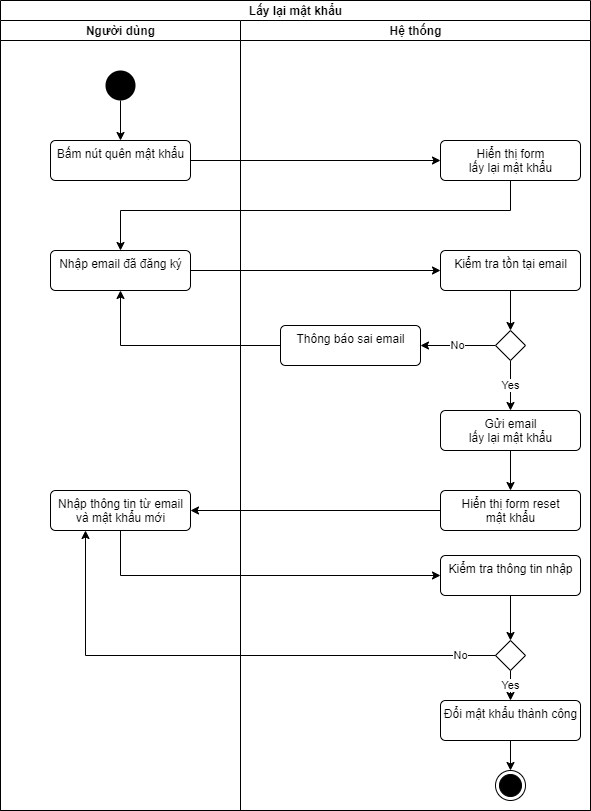 Lấy lại mật khẩu
Người dùng
Hệ thống
Bấm nút quên mật khẩu
Hiển thị form
lấy lại mật khẩu
Nhập email đã đăng ký
Kiểm tra tồn tại email
Thông báo sai email
No
Yes
Gửi email
lấy lại mật khẩu
Nhập thông tin từ email
và mật khẩu mới
Hiển thị form reset
mật khẩu
Kiểm tra thông tin nhập
No
Yes
Đổi mật khẩu thành công